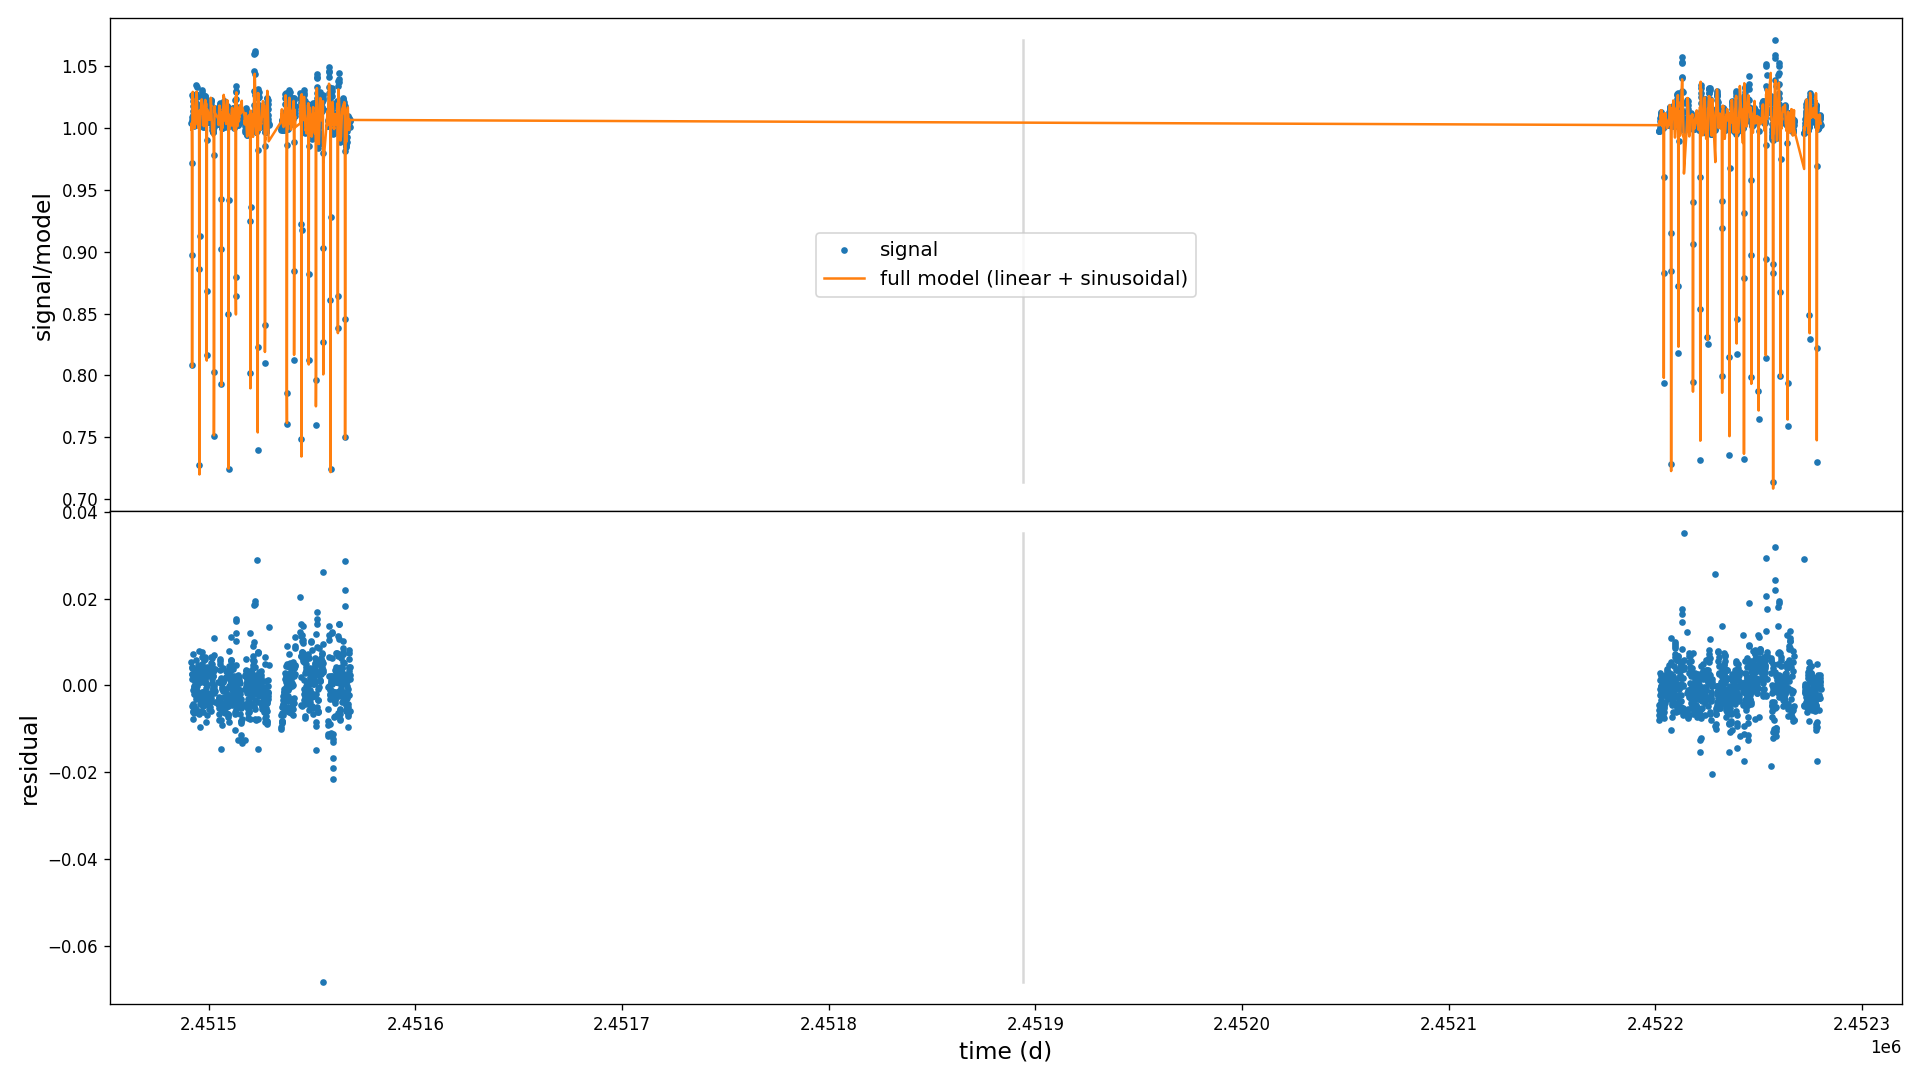 1.05
1.00
0.95
0.90
0.85
0.80
0.75
0.70
signal/model
signal
full model (linear + sinusoidal)
0.04
0.02
0.00
−0.02
−0.04
−0.06
residual
2.4515 2.4516 2.4517 2.4518 2.4519 2.4520 2.4521 2.4522 2.4523
1e6
time (d)